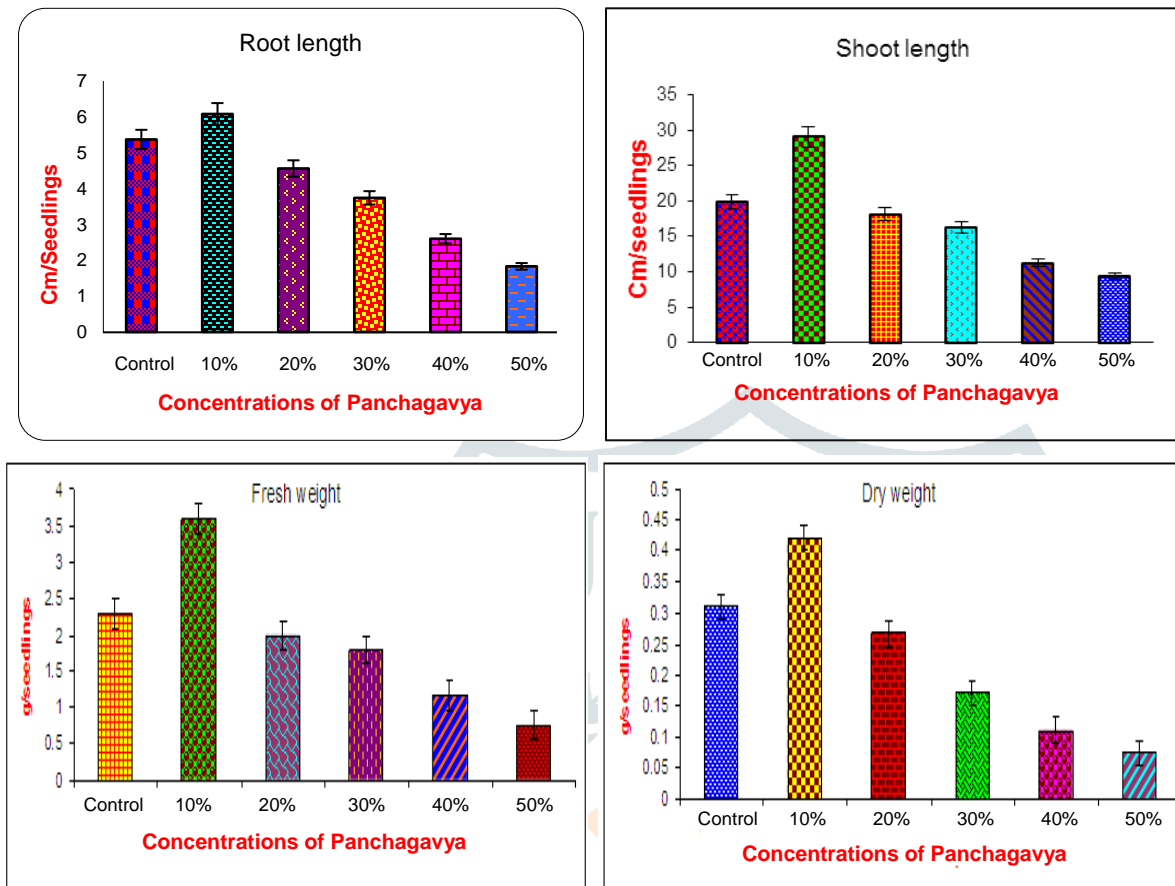 Root length
7
6
5
4
3
2
1
0
Cm/Seedlings
Control 10% 20% 30% 40% 50%
Concentrations of Panchagavya
Shoot length
35
30
25
20
15
10
5
0
Cm/seedlings
Control 10% 20% 30% 40% 50%
Concentrations of Panchagavya
Fresh weight
4
3.5
3
2.5
2
1.5
1
0.5
0
g/seedlings
Control 10% 20% 30% 40% 50%
Concentrations of Panchagavya
Dry weight
0.5
0.45
0.4
0.35
0.3
0.25
0.2
0.15
0.1
0.05
0
g/seedlings
Control 10% 20% 30% 40% 50%
Concentrations of Panchagavya